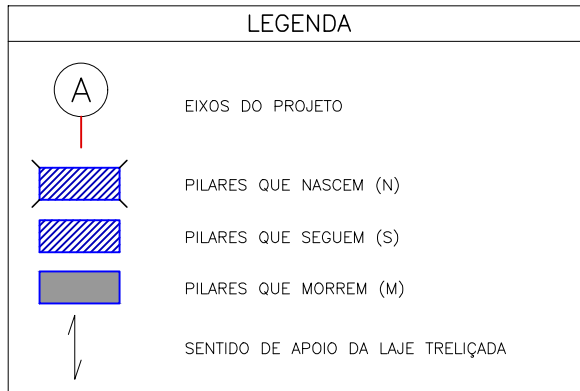 LEGENDA
A
EIXOS DO PROJETO
PILARES QUE NASCEM (N)
PILARES QUE SEGUEM (S)
PILARES QUE MORREM (M)
SENTIDO DE APOIO DA LAJE TRELIÇADA